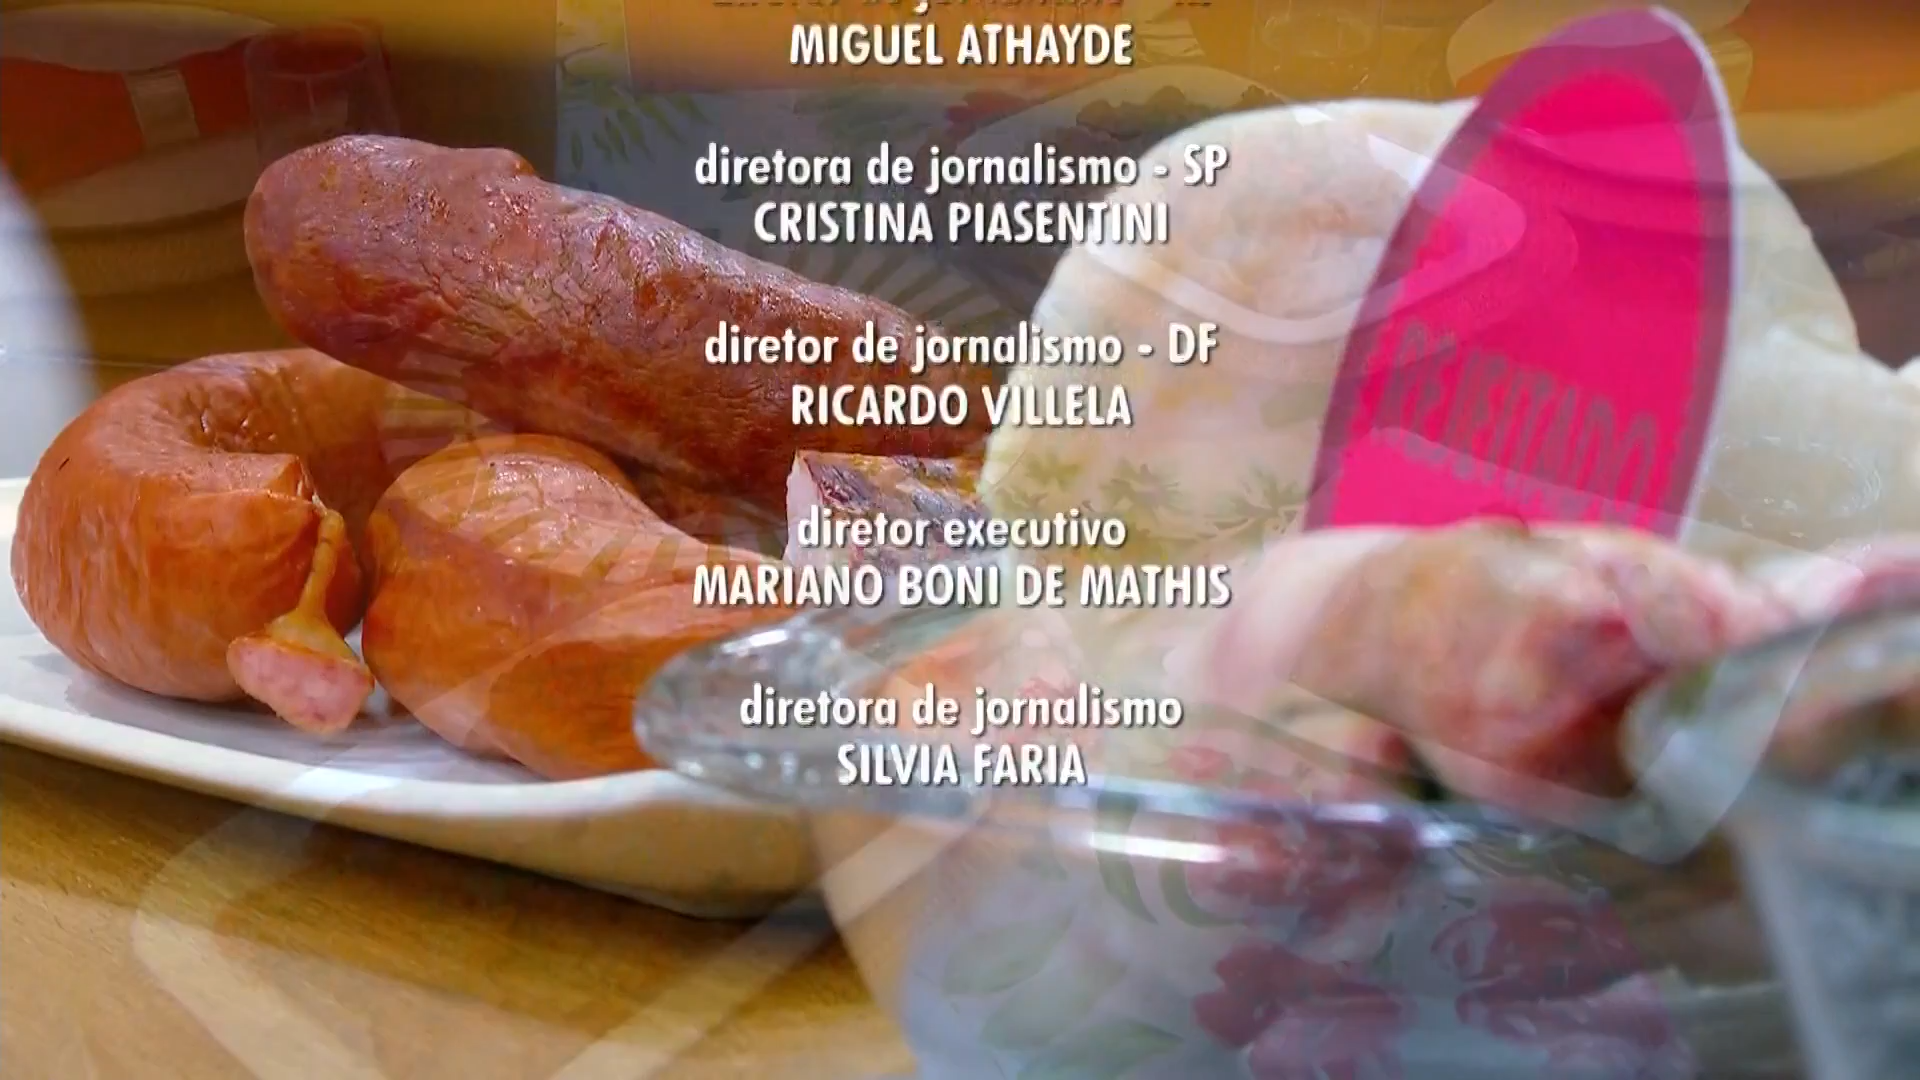 MIGUEL ATHAYDE
diretora de jornalismo - SP
CRISTINA PIASENTINI
diretor de jornalismo - DF
RICARDO VILLELA
diretor executivo
MARIANO BONI DE MATHIS
diretora de jornalismo
SILVIA FARIA
REJEITADO